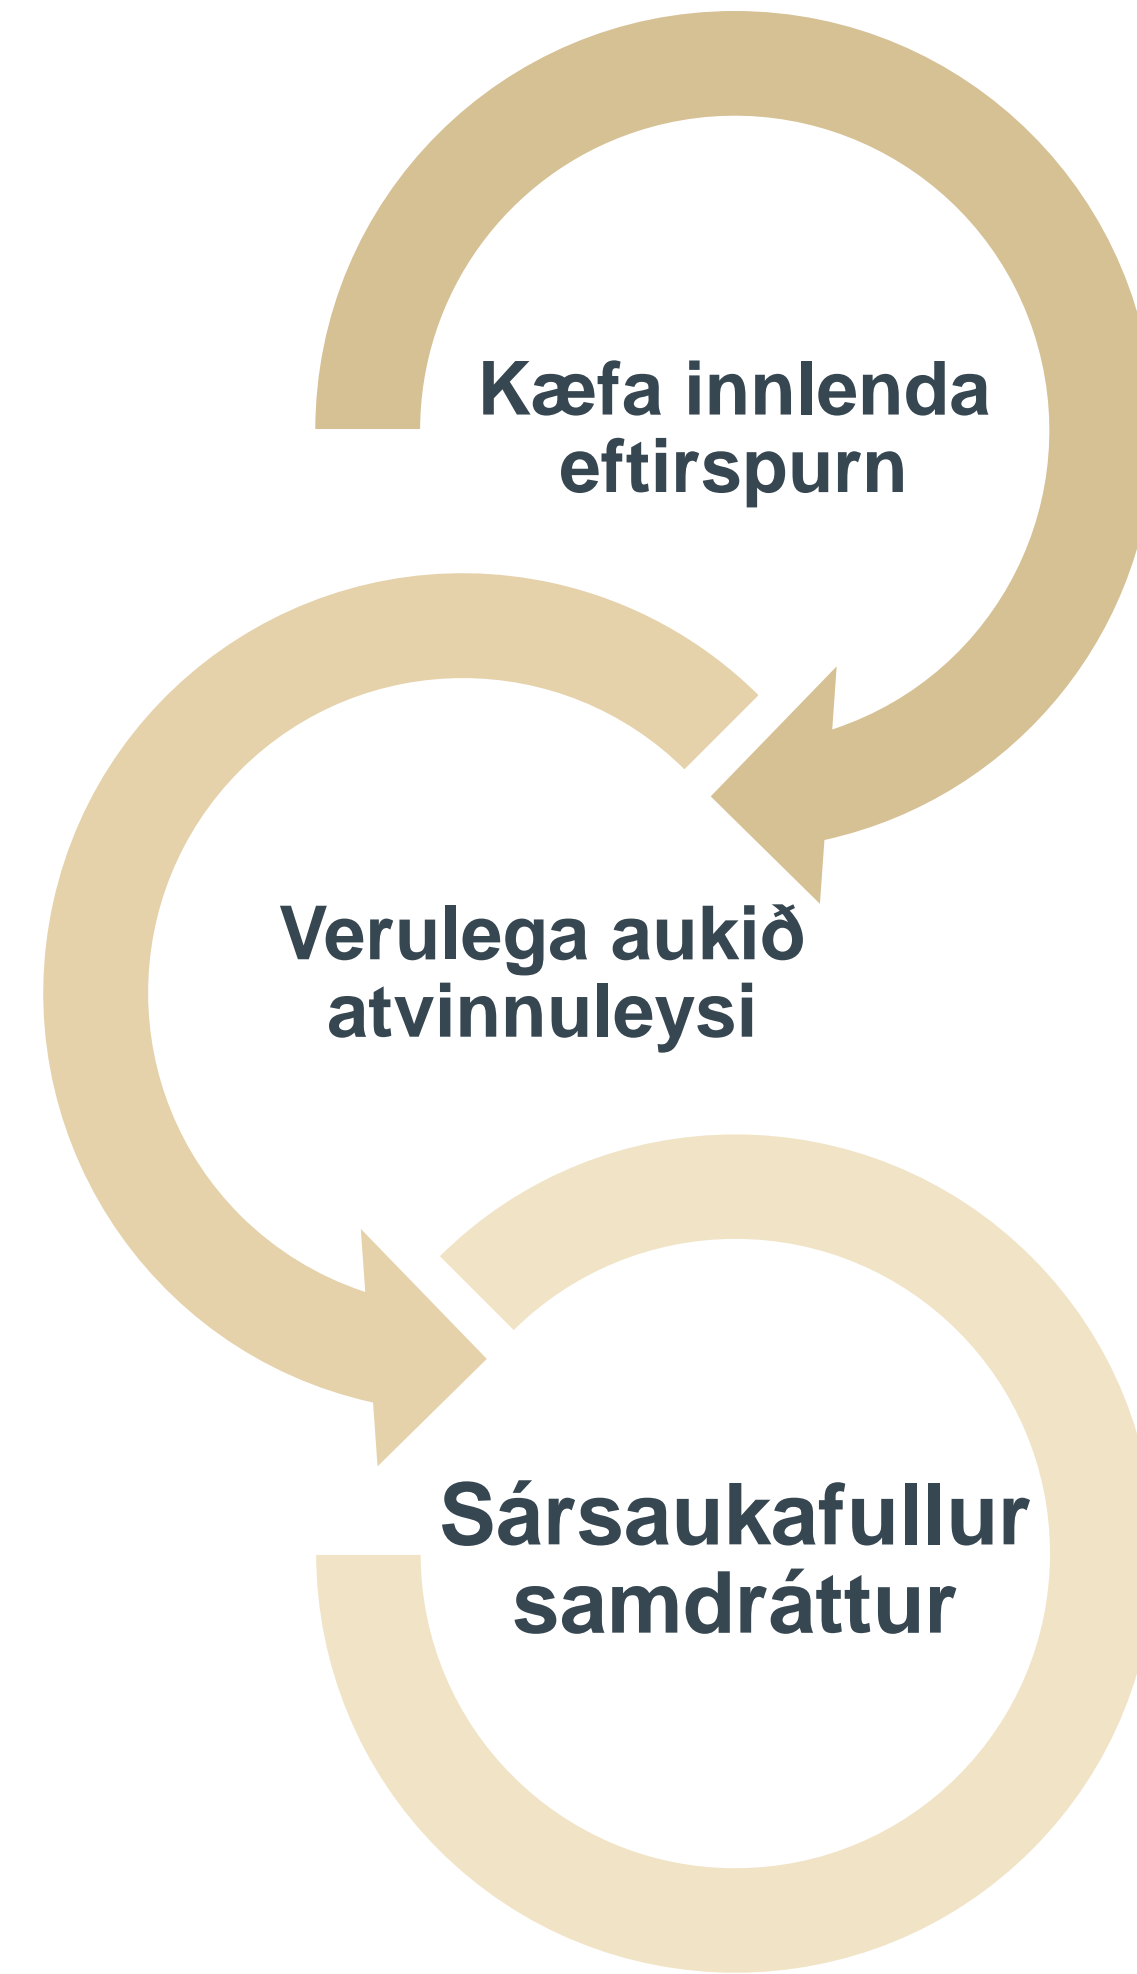 Kæfa innlenda
eftirspurn
Verulega aukið
atvinnuleysi
Sársaukafullur
samdráttur